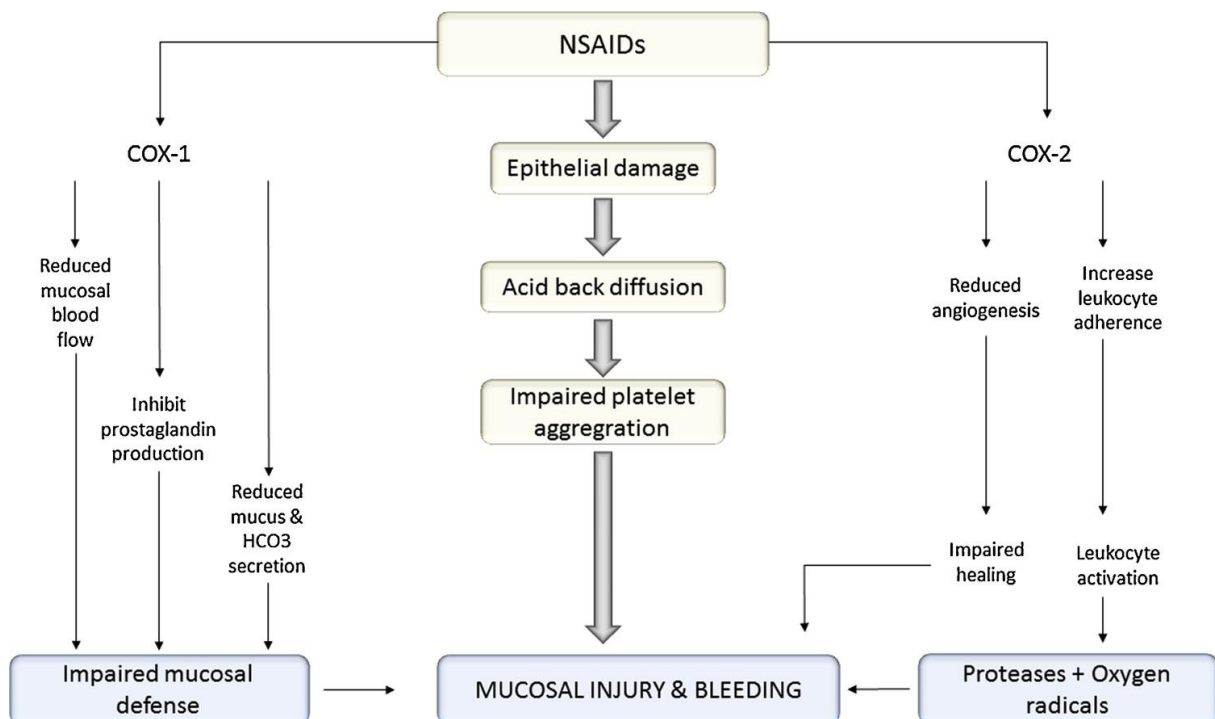 NSAIDs
COX-1
COX-2
Epithelial damage
Acid back diffusion
Impaired platelet
aggregration
Reduced
mucosal
blood
flow
Inhibit
prostaglandin
production
Reduced
mucus &
HCO3
secretion
Reduced
angiogenesis
Increase
leukocyte
adherence
Impaired
healing
Leukocyte
activation
Impaired mucosal
defense
MUCOSAL INJURY & BLEEDING
Proteases + Oxygen
radicals